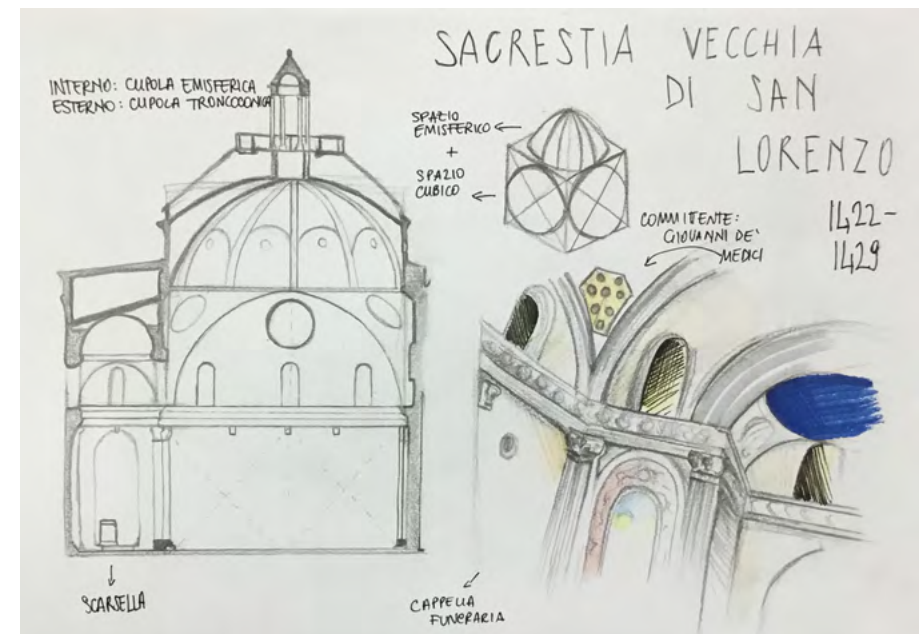 SACRESTIA VECCHIA
DI SAN
LORENZO
1422-
1429
INTERNO: CUPOLA EMISFERICA
ESTERNO: CUPOLA TRONCOCONICA
SPAZIO
EMISFERICO
+
SPAZIO
CUBICO
COMMITENTE:
GIOVANNI DE'
MEDICI
SCARSELLA
CAPPELLA
FUNERARIA